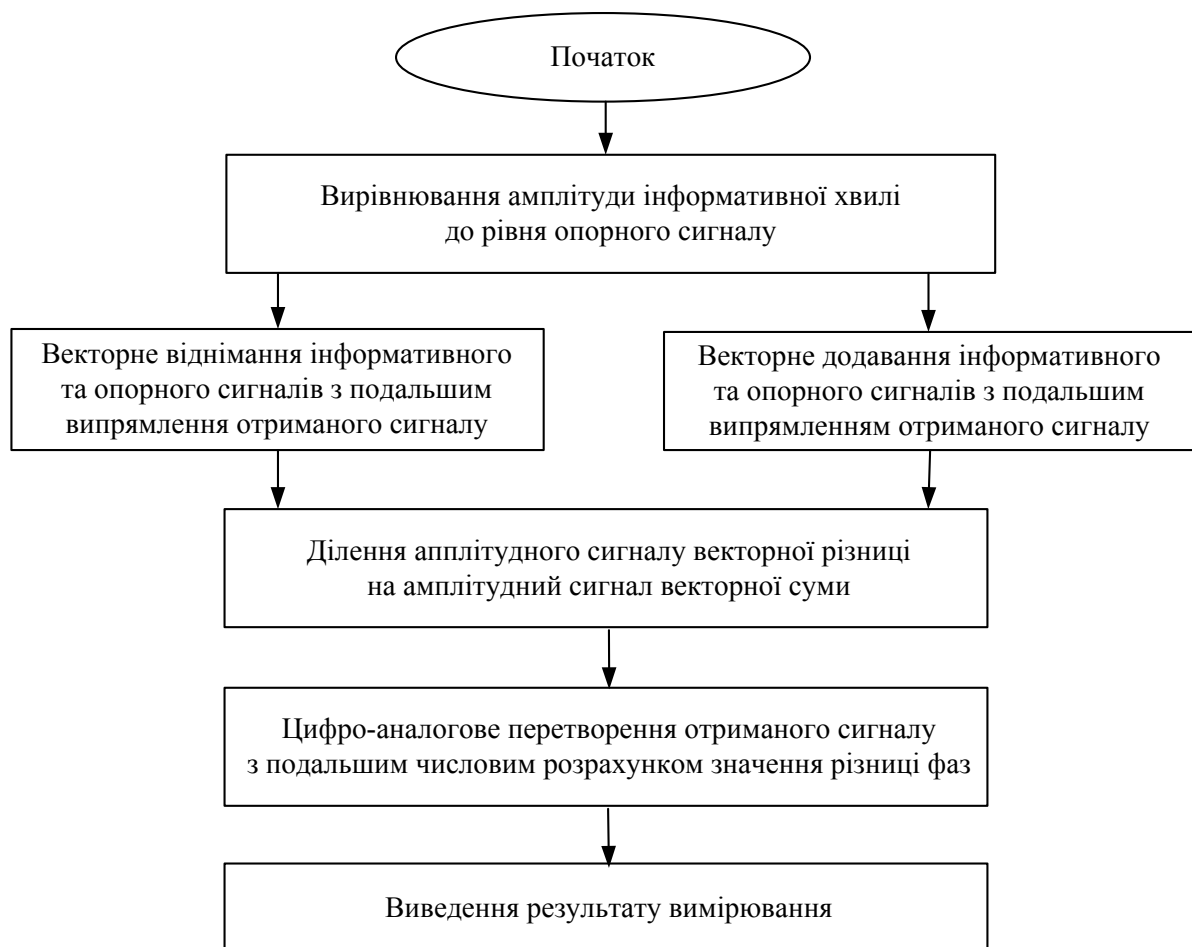 Початок
Вирівнювання амплітуди інформативної хвилі
до рівня опорного сигналу
Векторне віднімання інформативного
та опорного сигналів з подальшим
випрямлення отриманого сигналу
Векторне додавання інформативного
та опорного сигналів з подальшим
випрямленням отриманого сигналу
Ділення апплітудного сигналу векторної різниці
на амплітудний сигнал векторної суми
Цифро-аналогове перетворення отриманого сигналу
з подальшим числовим розрахунком значення різниці фаз
Виведення результату вимірювання